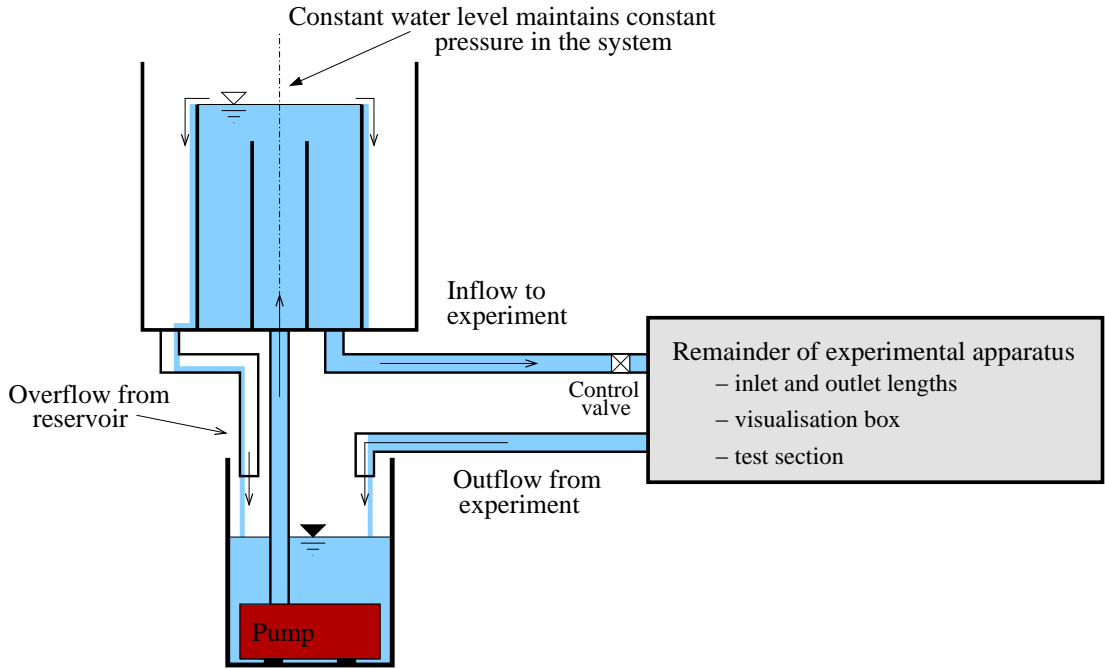 Constant water level maintains constant
pressure in the system
Inflow to
experiment
Remainder of experimental apparatus
– inlet and outlet lengths
– visualisation box
– test section
Control
valve
Overflow from
reservoir
Outflow from
experiment
Pump